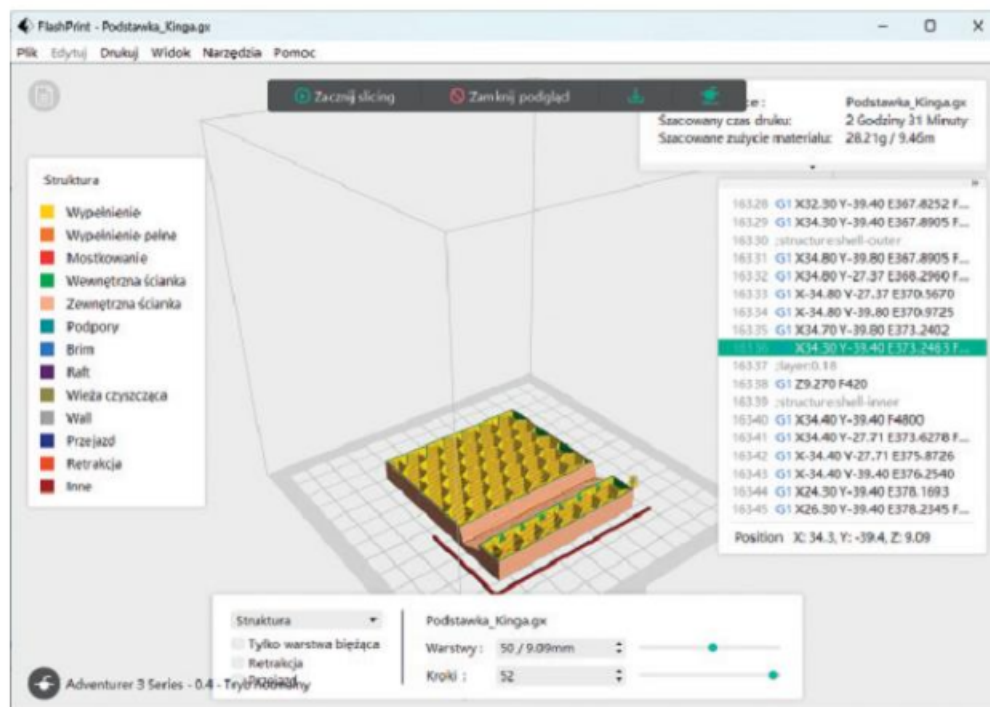 FlashPrint - Podstawka_Kinga.gx
Plik Edytuj Drukuj Widok Narzędzia Pomoc
Zacznij slicing Zamknij podgląd
Podstawka_Kinga.gx
Szacowany czas druku: 2 Godziny 31 Minuty
Szacowane zużycie materiału: 28.21g / 9.46m
Struktura
Wypełnienie
Wypełnienie pełne
Mostkowanie
Wewnętrzna ścianka
Zewnętrzna ścianka
Podpory
Brim
Raft
Wieża czyszcząca
Wall
Przejazd
Retrakcja
Inne
16328 G1 X32.30 Y-39.40 E367.8252 F...
16329 G1 X34.30 Y-39.40 E367.8905 F...
16330 ;structure:shell-outer
16331 G1 X34.80 Y-39.80 E367.8905 F...
16332 G1 X34.80 Y-27.37 E368.2960 F...
16333 G1 X-34.80 Y-27.37 E370.5670
16334 G1 X-34.80 Y-39.80 E370.9725
16335 G1 X34.70 Y-39.80 E373.2402
X34.30 Y-39.40 E373.2463 F...
16337 ;layer:0.18
16338 G1 Z9.270 F420
16339 ;structure:shell-inner
16340 G1 X34.40 Y-39.40 F4800
16341 G1 X34.40 Y-27.71 E373.6278 F...
16342 G1 X-34.40 Y-27.71 E375.8726
16343 G1 X-34.40 Y-39.40 E376.2540
16344 G1 X24.30 Y-39.40 E378.1693
16345 G1 X26.30 Y-39.40 E378.2345 F...
Position X: 34.3, Y: -39.4, Z: 9.09
Struktura
Tylko warstwa bieżąca
Retrakcja
Przejazd
Podstawka_Kinga.gx
Warstwy: 50 / 9.09mm
Kroki : 52
Adventurer 3 Series - 0.4 - Tryb normalny